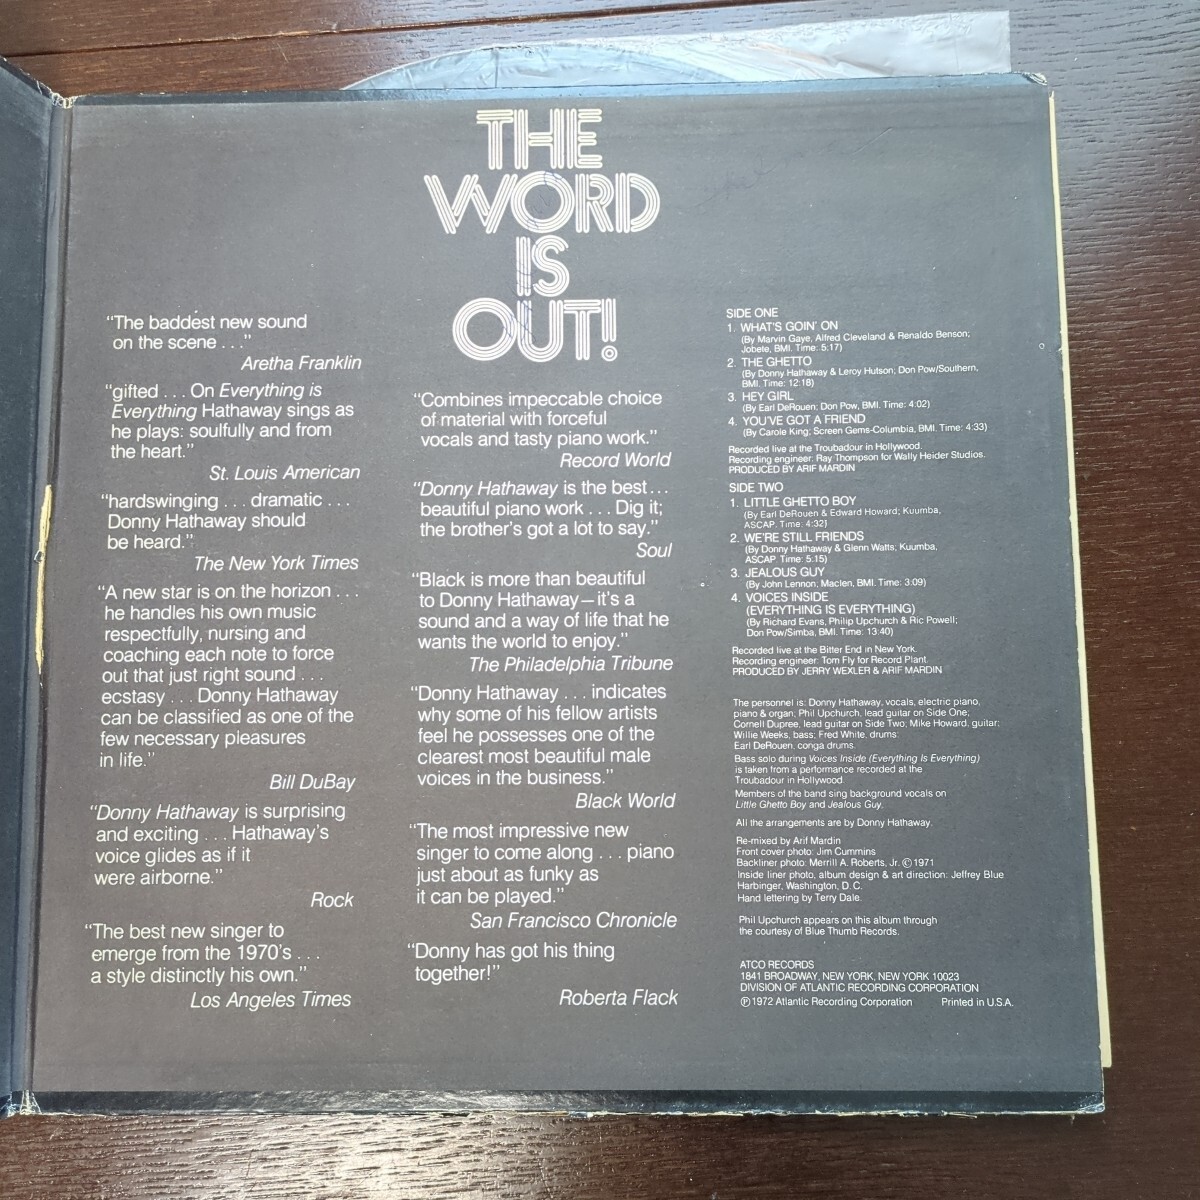 THE
WORD
IS
OUT!
“The baddest new sound
on the scene . . .”
Aretha Franklin
“gifted . . . On Everything is
Everything Hathaway sings as
he plays: soulfully and from
the heart.”
St. Louis American
“hardswinging . . . dramatic . . .
Donny Hathaway should
be heard.”
The New York Times
“A new star is on the horizon . . .
he handles his own music
respectfully, nursing and
coaching each note to force
out that just right sound . . .
ecstasy . . . Donny Hathaway
can be classified as one of the
few necessary pleasures
in life.”
Bill DuBay
“Donny Hathaway is surprising
and exciting . . . Hathaway’s
voice glides as if it
were airborne.”
Rock
“The best new singer to
emerge from the 1970’s . . .
a style distinctly his own.”
Los Angeles Times
“Combines impeccable choice
of material with forceful
vocals and tasty piano work.”
Record World
“Donny Hathaway is the best . . .
beautiful piano work . . . Dig it;
the brother’s got a lot to say.”
Soul
“Black is more than beautiful
to Donny Hathaway—it’s a
sound and a way of life that he
wants the world to enjoy.”
The Philadelphia Tribune
“Donny Hathaway . . . indicates
why some of his fellow artists
feel he possesses one of the
clearest most beautiful male
voices in the business.”
Black World
“The most impressive new
singer to come along . . . piano
just about as funky as
it can be played.”
San Francisco Chronicle
“Donny has got his thing
together!”
Roberta Flack
SIDE ONE
1. WHAT’S GOIN’ ON
(By Marvin Gaye, Alfred Cleveland & Renaldo Benson;
Jobete, BMI. Time: 5:17)
2. THE GHETTO
(By Donny Hathaway & Leroy Hutson; Don Pow/Southern,
BMI. Time: 12:18)
3. HEY GIRL
(By Earl DeRouen; Don Pow, BMI. Time: 4:02)
4. YOU’VE GOT A FRIEND
(By Carole King; Screen Gems-Columbia, BMI. Time: 4:33)
Recorded live at the Troubadour in Hollywood.
Recording engineer: Ray Thompson for Wally Heider Studios.
PRODUCED BY ARIF MARDIN
SIDE TWO
1. LITTLE GHETTO BOY
(By Earl DeRouen & Edward Howard; Kuumba,
ASCAP. Time: 4:32)
2. WE’RE STILL FRIENDS
(By Donny Hathaway & Glenn Watts; Kuumba,
ASCAP. Time: 5:15)
3. JEALOUS GUY
(By John Lennon; Maclen, BMI. Time: 3:09)
4. VOICES INSIDE
(EVERYTHING IS EVERYTHING)
(By Richard Evans, Philip Upchurch & Ric Powell;
Don Pow/Simba, BMI. Time: 13:40)
Recorded live at the Bitter End in New York.
Recording engineer: Tom Fly for Record Plant.
PRODUCED BY JERRY WEXLER & ARIF MARDIN
The personnel is: Donny Hathaway, vocals, electric piano,
piano & organ; Phil Upchurch, lead guitar on Side One;
Cornell Dupree, lead guitar on Side Two; Mike Howard, guitar;
Willie Weeks, bass; Fred White, drums;
Earl DeRouen, conga drums.
Bass solo during Voices Inside (Everything Is Everything)
is taken from a performance recorded at the
Troubadour in Hollywood.
Members of the band sing background vocals on
Little Ghetto Boy and Jealous Guy.
All the arrangements are by Donny Hathaway.
Re-mixed by Arif Mardin
Front cover photo: Jim Cummins
Backliner photo: Merrill A. Roberts, Jr. ©1971
Inside liner photo, album design & art direction: Jeffrey Blue
Harbinger, Washington, D.C.
Hand lettering by Terry Dale.
Phil Upchurch appears on this album through
the courtesy of Blue Thumb Records.
ATCO RECORDS
1841 BROADWAY, NEW YORK, NEW YORK 10023
DIVISION OF ATLANTIC RECORDING CORPORATION
℗1972 Atlantic Recording Corporation Printed in U.S.A.